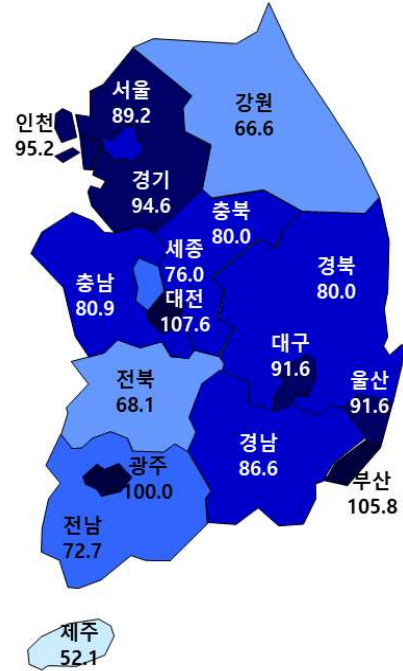 서울
89.2
강원
66.6
인천
95.2
경기
94.6
충북
80.0
세종
76.0
경북
80.0
충남
80.9
대전
107.6
대구
91.6
울산
91.6
전북
68.1
경남
86.6
광주
100.0
부산
105.8
전남
72.7
제주
52.1